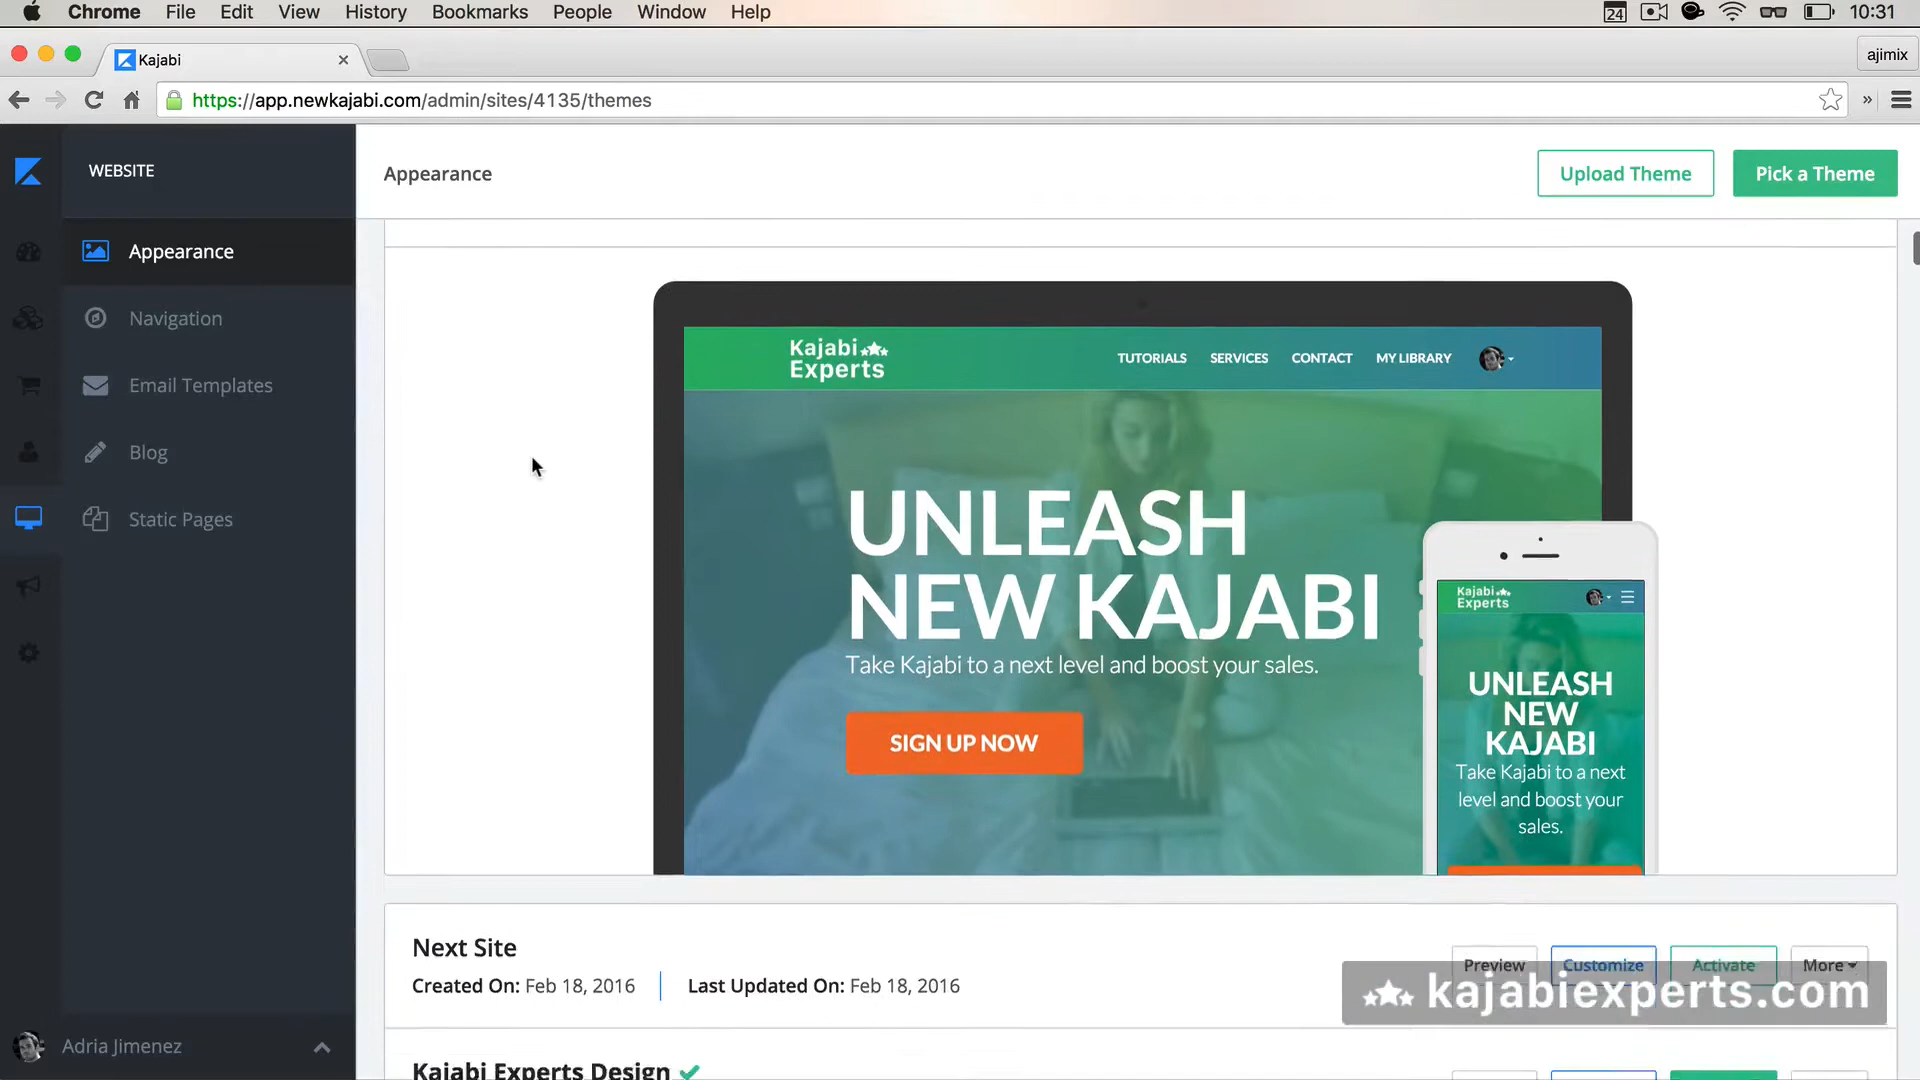 Chrome File Edit View History Bookmarks People Window Help
24 10:31
Kajabi
ajimix
https://app.newkajabi.com/admin/sites/4135/themes
WEBSITE
Appearance
Navigation
Email Templates
Blog
Static Pages
Adria Jimenez
Appearance
Upload Theme
Pick a Theme
Kajabi
Experts
TUTORIALS SERVICES CONTACT MY LIBRARY
UNLEASH
NEW KAJABI
Take Kajabi to a next level and boost your sales.
SIGN UP NOW
Kajabi
Experts
UNLEASH
NEW
KAJABI
Take Kajabi to a next
level and boost your
sales.
Next Site
Created On: Feb 18, 2016
Last Updated On: Feb 18, 2016
Preview
Customize
Activate
More
kajabiexperts.com
Kajabi Experts Design